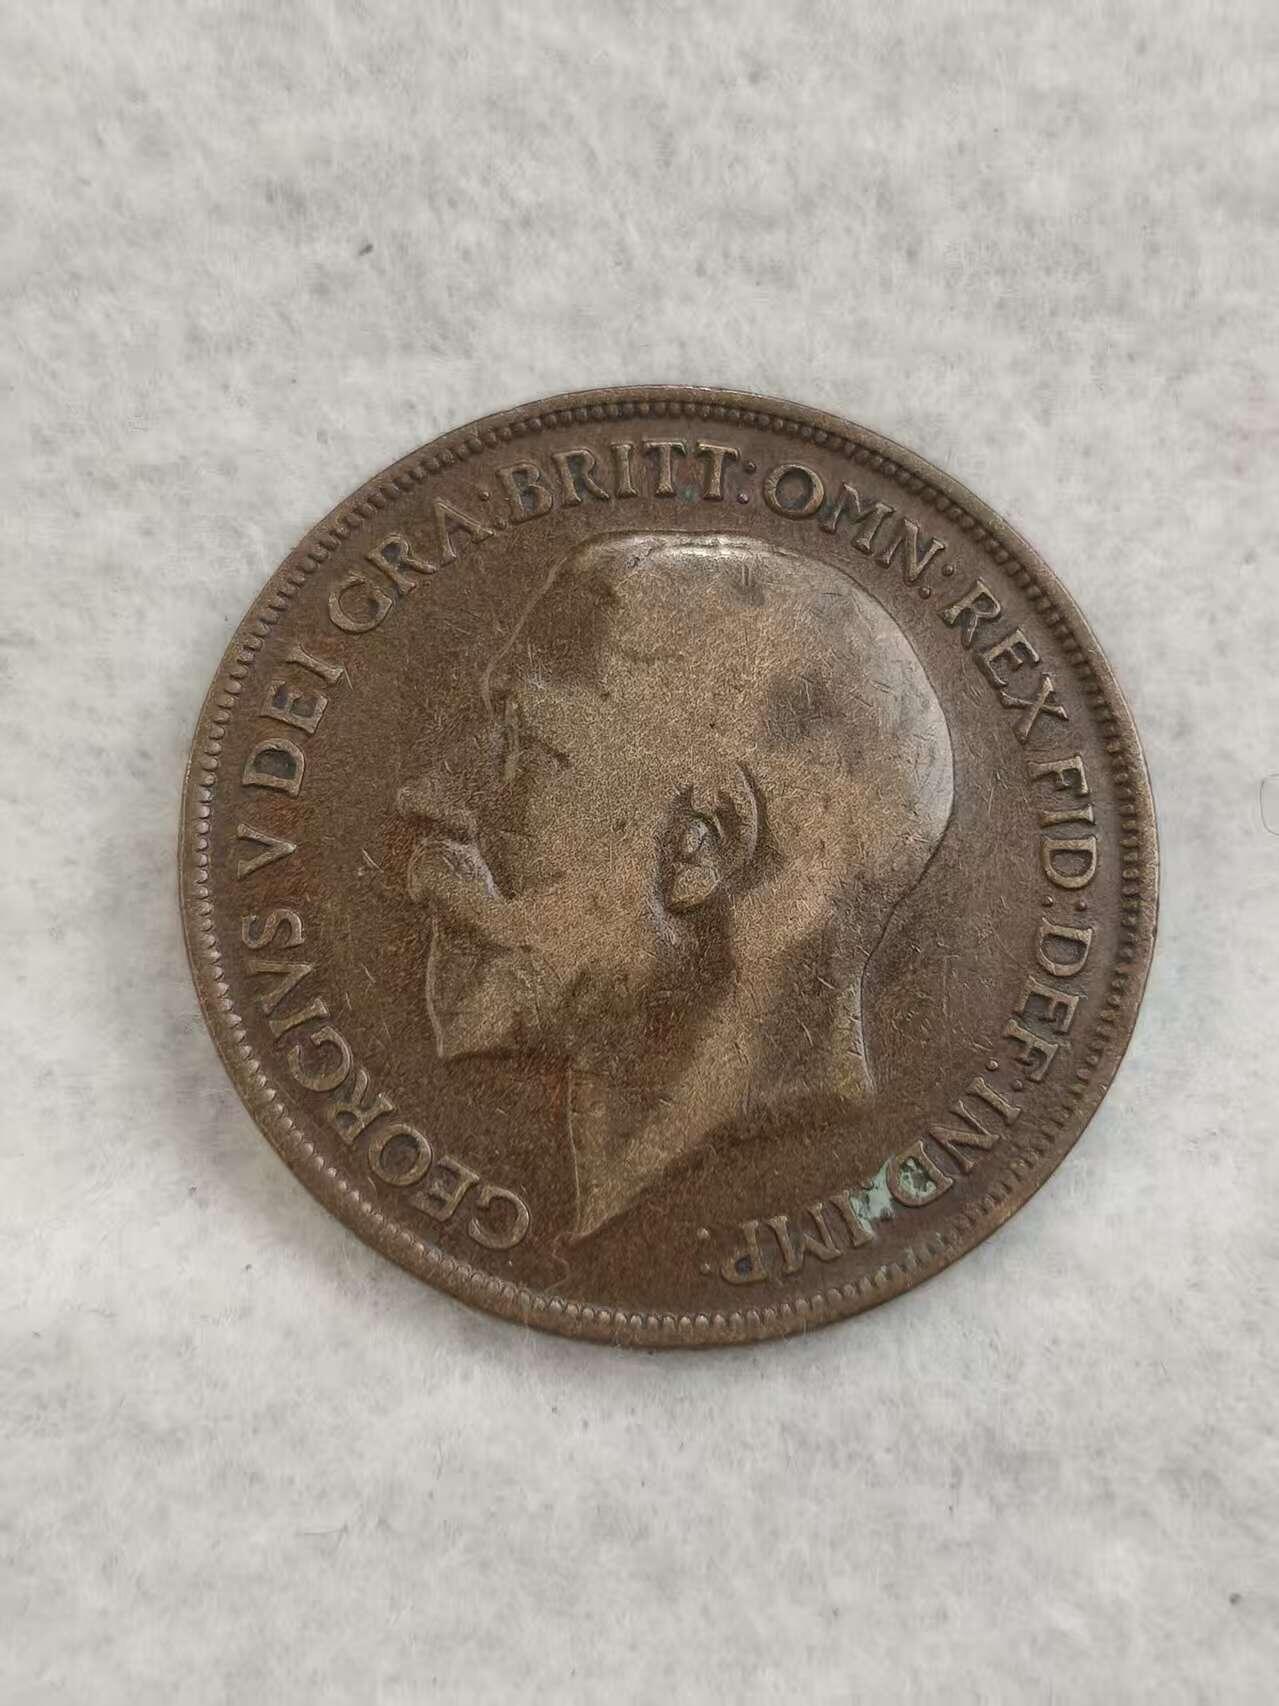 GEORGIVS V DEI GRA: BRITT: OMN: REX FID: DEF: IND: IMP: